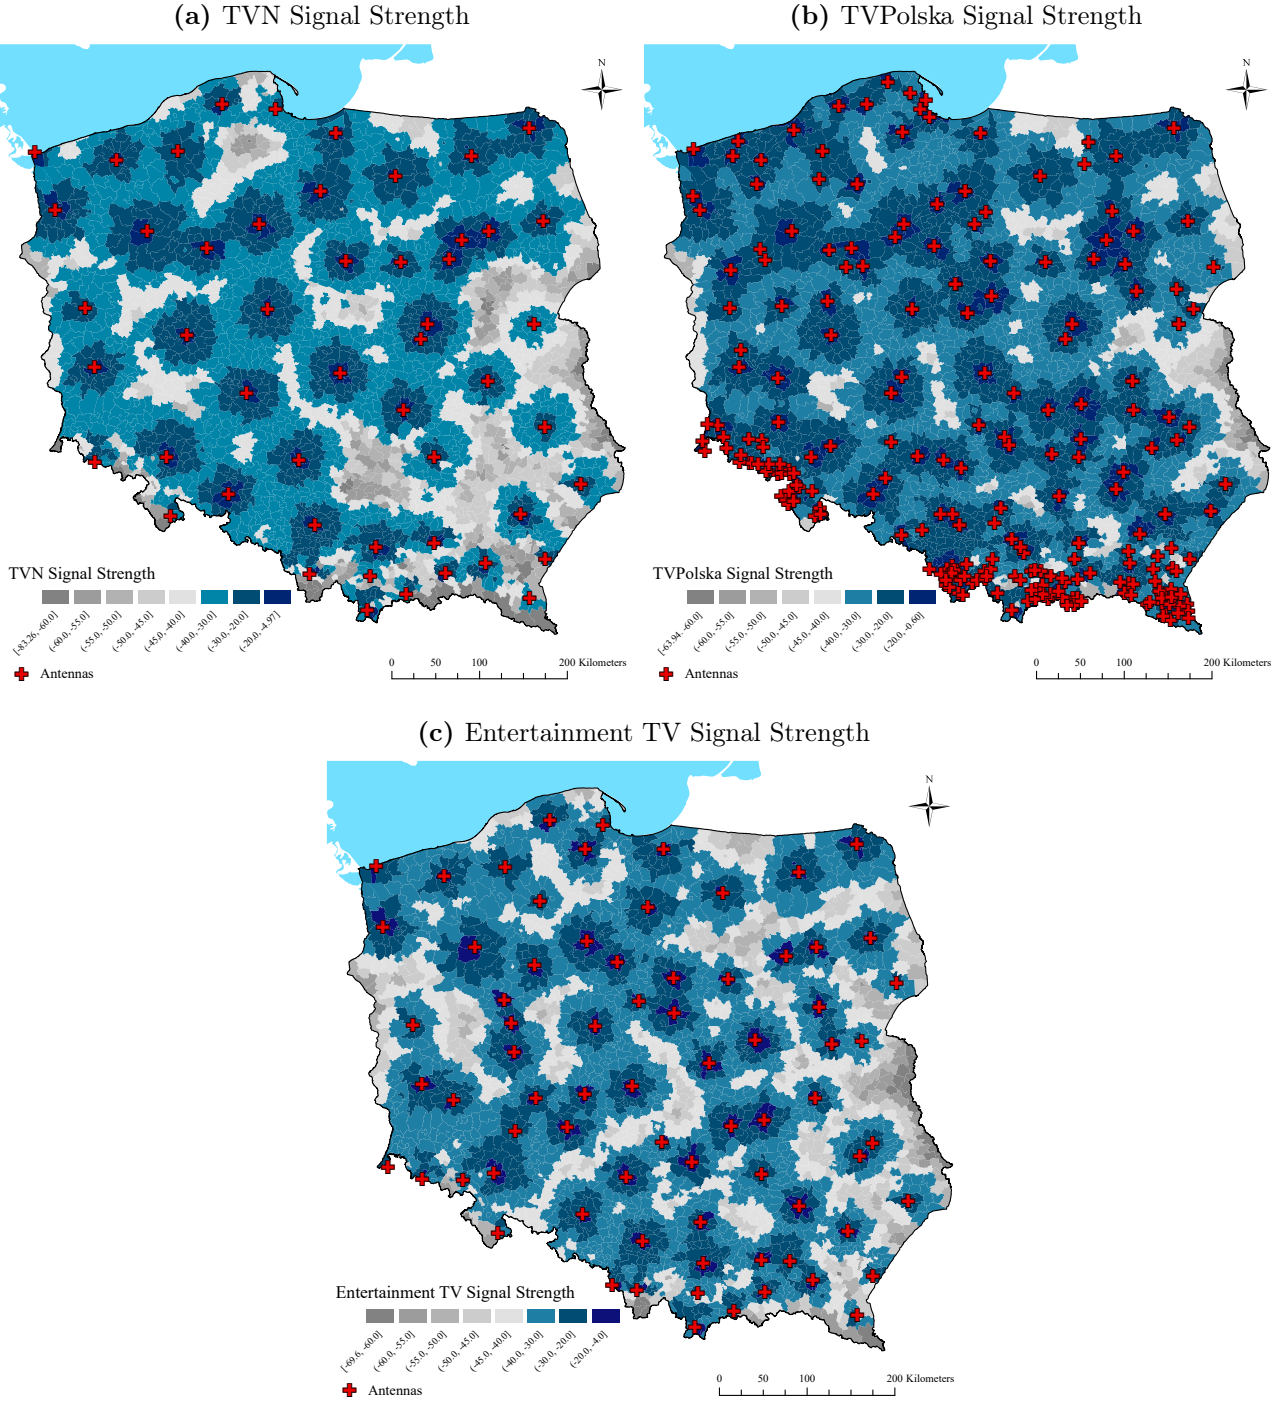 (a) TVN Signal Strength
N
TVN Signal Strength
[-83.26, -60.0]
(-60.0, -55.0]
(-55.0, -50.0]
(-50.0, -45.0]
(-45.0, -40.0]
(-40.0, -30.0]
(-30.0, -20.0]
(-20.0, -4.97]
Antennas
0 50 100 200 Kilometers
(b) TVPolska Signal Strength
N
TVPolska Signal Strength
[-63.94, -60.0]
(-60.0, -55.0]
(-55.0, -50.0]
(-50.0, -45.0]
(-45.0, -40.0]
(-40.0, -30.0]
(-30.0, -20.0]
(-20.0, -0.60]
Antennas
0 50 100 200 Kilometers
(c) Entertainment TV Signal Strength
N
Entertainment TV Signal Strength
[-69.6, -60.0]
(-60.0, -55.0]
(-55.0, -50.0]
(-50.0, -45.0]
(-45.0, -40.0]
(-40.0, -30.0]
(-30.0, -20.0]
(-20.0, -4.0]
Antennas
0 50 100 200 Kilometers